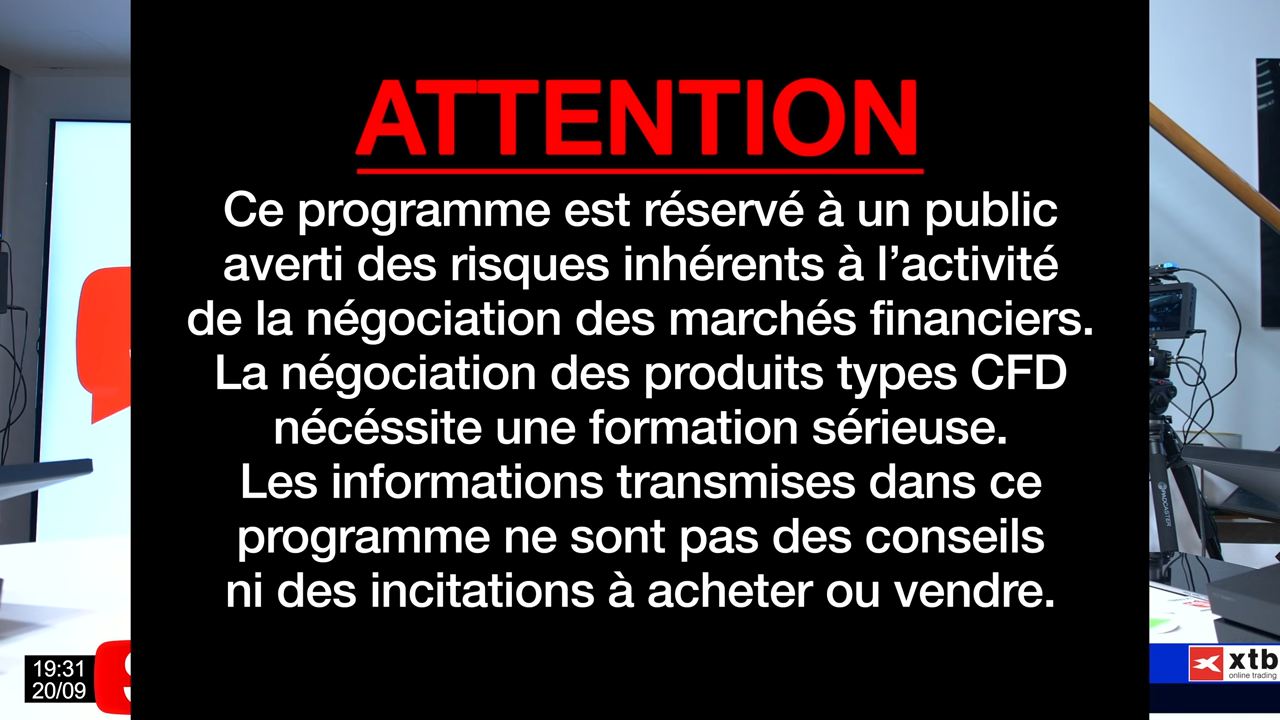 ATTENTION
Ce programme est réservé à un public
averti des risques inhérents à l’activité
de la négociation des marchés financiers.
La négociation des produits types CFD
nécéssite une formation sérieuse.
Les informations transmises dans ce
programme ne sont pas des conseils
ni des incitations à acheter ou vendre.
PADCASTER
19:31
20/09
xtb
online trading